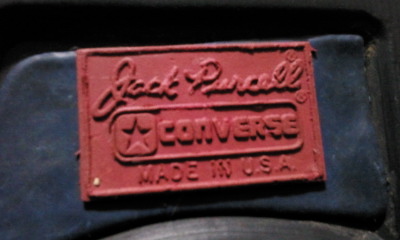 Jack Purcell®
CONVERSE
MADE IN U.S.A.